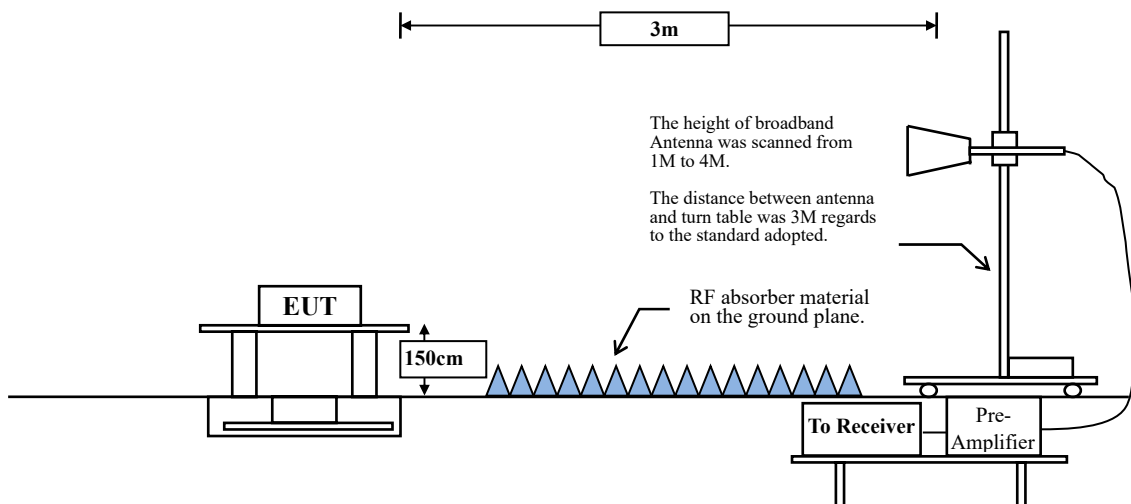 3m
The height of broadband
Antenna was scanned from
1M to 4M.
The distance between antenna
and turn table was 3M regards
to the standard adopted.
EUT
RF absorber material
on the ground plane.
150cm
To Receiver
Pre-
Amplifier